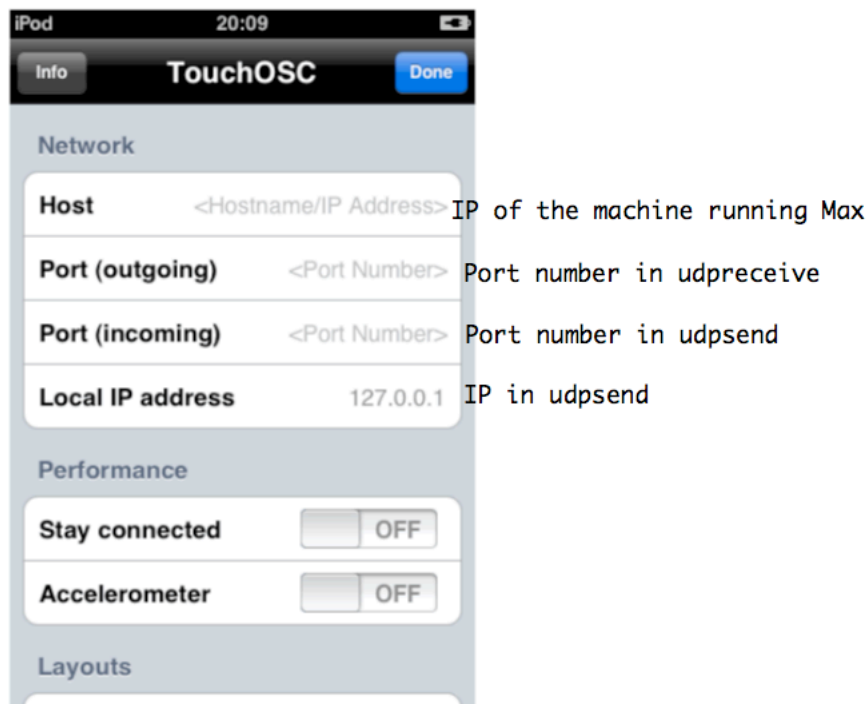 iPod 20:09
Info TouchOSC Done
Network
Host <Hostname/IP Address> IP of the machine running Max
Port (outgoing) <Port Number> Port number in udpreceive
Port (incoming) <Port Number> Port number in udpsend
Local IP address 127.0.0.1 IP in udpsend
Performance
Stay connected OFF
Accelerometer OFF
Layouts